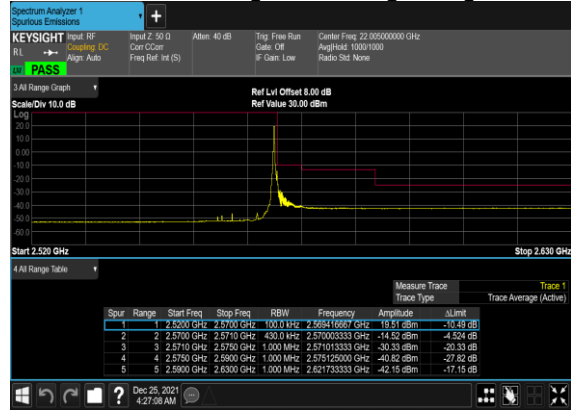 Spectrum Analyzer 1
Spurious Emissions
KEYSIGHT Input: RF Input Z: 50 Ω Atten: 40 dB Trig: Free Run Center Freq: 22.005000000 GHz
RL Coupling: DC Corr CCorr Gate: Off Avg|Hold: 1000/1000
Align: Auto Freq Ref: Int (S) IF Gain: Low Radio Std: None
LW PASS
3 All Range Graph
Ref Lvl Offset 8.00 dB
Scale/Div 10.0 dB Ref Value 30.00 dBm
Log
20.0
10.0
0.00
-10.0
-20.0
-30.0
-40.0
-50.0
-60.0
Start 2.520 GHz Stop 2.630 GHz
4 All Range Table
Measure Trace Trace 1
Trace Type Trace Average (Active)
Spur Range Start Freq Stop Freq RBW Frequency Amplitude ΔLimit
1 1 2.5200 GHz 2.5700 GHz 100.0 kHz 2.569416667 GHz 19.51 dBm -10.49 dB
2 2 2.5700 GHz 2.5710 GHz 430.0 kHz 2.570003333 GHz -14.52 dBm -4.524 dB
3 3 2.5710 GHz 2.5750 GHz 1.000 MHz 2.571013333 GHz -30.33 dBm -20.33 dB
4 4 2.5750 GHz 2.5900 GHz 1.000 MHz 2.575125000 GHz -40.82 dBm -27.82 dB
5 5 2.5900 GHz 2.6300 GHz 1.000 MHz 2.621733333 GHz -42.15 dBm -17.15 dB
Dec 25, 2021
4:27:08 AM